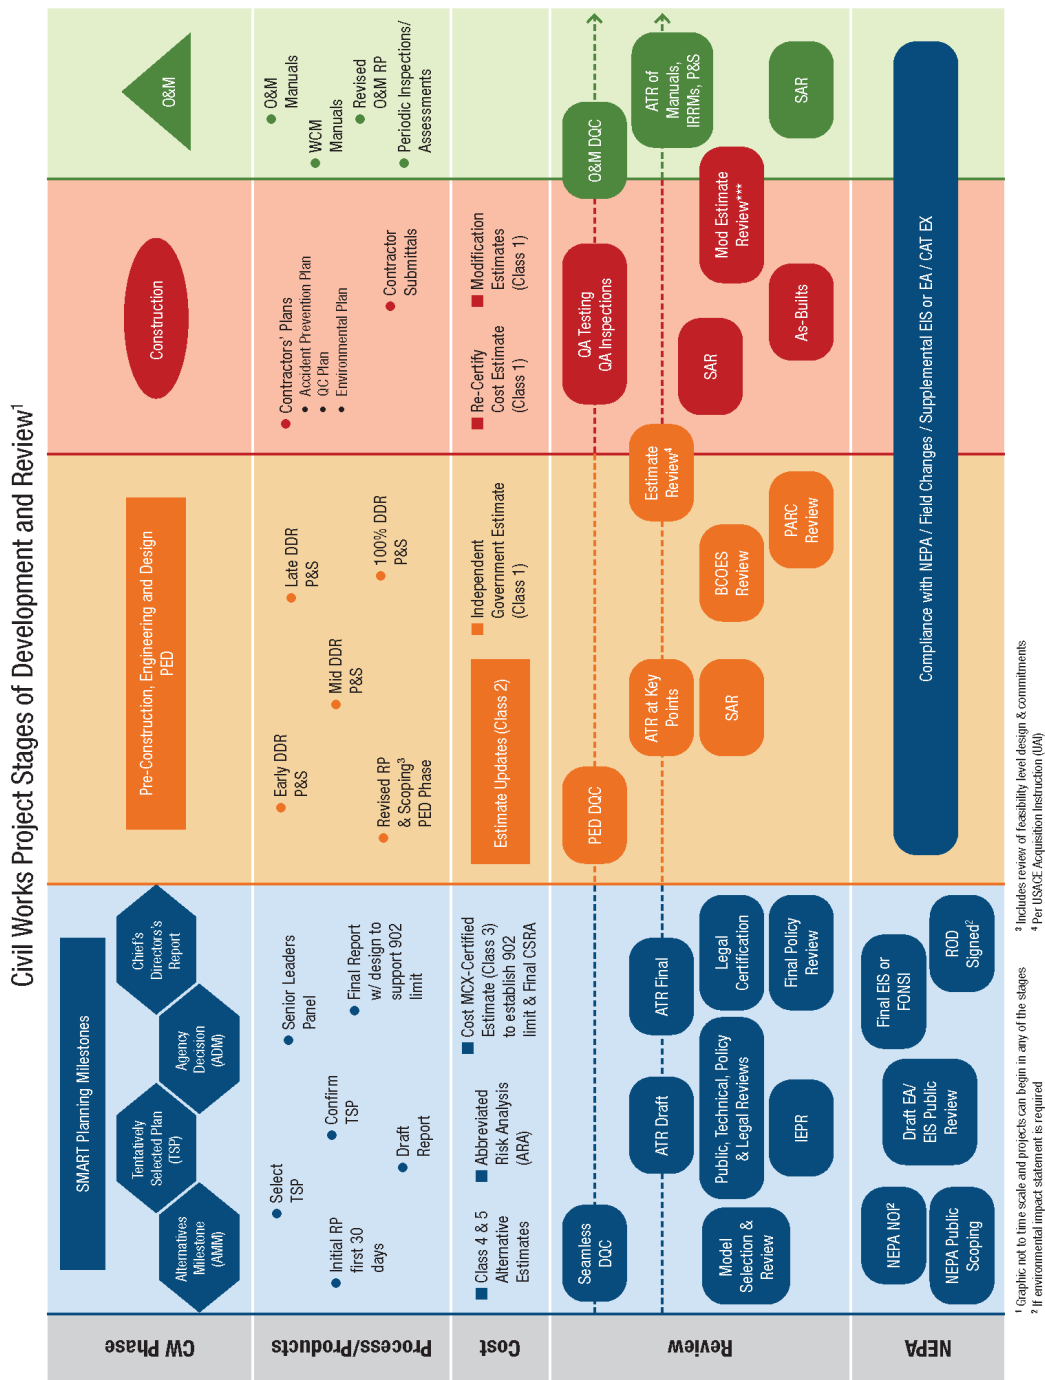 Civil Works Project Stages of Development and Review1
CW Phase
SMART Planning Milestones
Alternatives
Milestone
(AMM)
Tentatively
Selected Plan
(TSP)
Agency
Decision
(ADM)
Chief's
Directors's
Report
Pre-Construction, Engineering and Design
PED
Construction
O&M
Process/Products
Initial RP
first 30
days
Select
TSP
Confirm
TSP
Draft
Report
Senior Leaders
Panel
Final Report
w/ design to
support 902
limit
Early DDR
P&S
Revised RP
& Scoping3
PED Phase
Mid DDR
P&S
Late DDR
P&S
100% DDR
P&S
Contractors' Plans
• Accident Prevention Plan
• QC Plan
• Environmental Plan
Contractor
Submittals
O&M
Manuals
WCM
Manuals
Revised
O&M RP
Periodic Inspections/
Assessments
Cost
Class 4 & 5
Alternative
Estimates
Abbreviated
Risk Analysis
(ARA)
Cost MCX-Certified
Estimate (Class 3)
to establish 902
limit & Final CSRA
Estimate Updates (Class 2)
Independent
Government Estimate
(Class 1)
Re-Certify
Cost Estimate
(Class 1)
Modification
Estimates
(Class 1)
Review
Seamless
DQC
Model
Selection &
Review
ATR Draft
Public, Technical, Policy
& Legal Reviews
IEPR
ATR Final
Legal
Certification
Final Policy
Review
PED DQC
ATR at Key
Points
SAR
BCOES
Review
Estimate
Review4
PARC
Review
QA Testing
QA Inspections
SAR
As-Builts
Mod Estimate
Review***
O&M DQC
ATR of
Manuals,
IRRMs, P&S
SAR
NEPA
NEPA NOI2
NEPA Public
Scoping
Draft EA/
EIS Public
Review
Final EIS or
FONSI
ROD
Signed2
Compliance with NEPA / Field Changes / Supplemental EIS or EA / CAT EX
1 Graphic not to time scale and projects can begin in any of the stages
2 If environmental impact statement is required
3 Includes review of feasibility level design & commitments
4 Per USACE Acquisition Instruction (UAI)